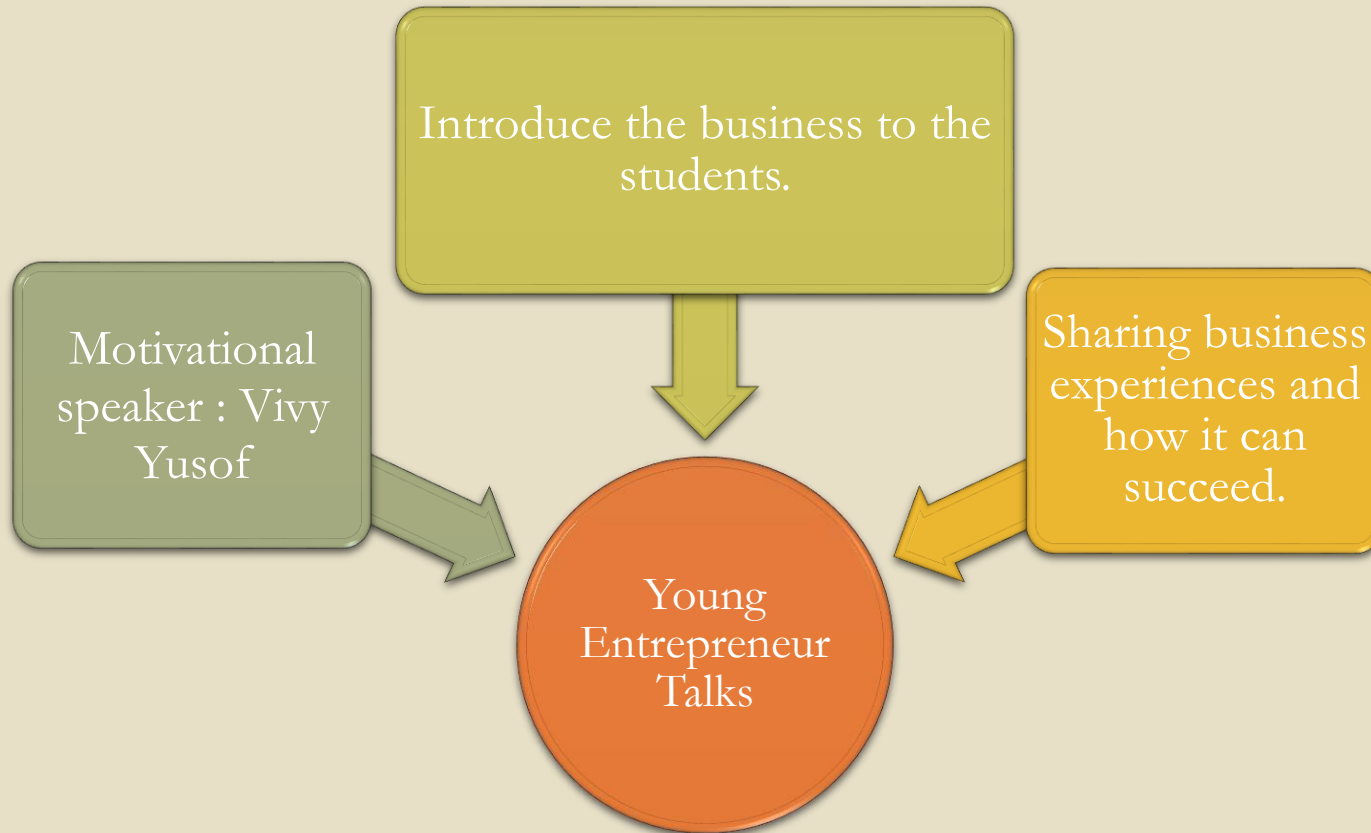 Introduce the business to the
students.
Motivational
speaker : Vivy
Yusof
Sharing business
experiences and
how it can
succeed.
Young
Entrepreneur
Talks